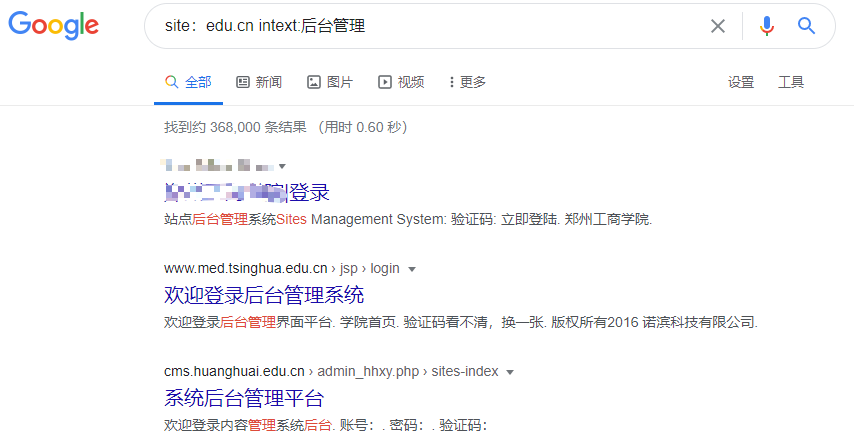 Google
site：edu.cn intext:后台管理
全部 新闻 图片 视频 更多 设置 工具
找到约 368,000 条结果 （用时 0.60 秒）
登录
站点后台管理系统Sites Management System: 验证码: 立即登陆. 郑州工商学院.
www.med.tsinghua.edu.cn › jsp › login
欢迎登录后台管理系统
欢迎登录后台管理界面平台. 学院首页. 验证码看不清，换一张. 版权所有2016 诺滨科技有限公司.
cms.huanghuai.edu.cn › admin_hhxy.php › sites-index
系统后台管理平台
欢迎登录内容管理系统后台. 账号：. 密码：. 验证码：